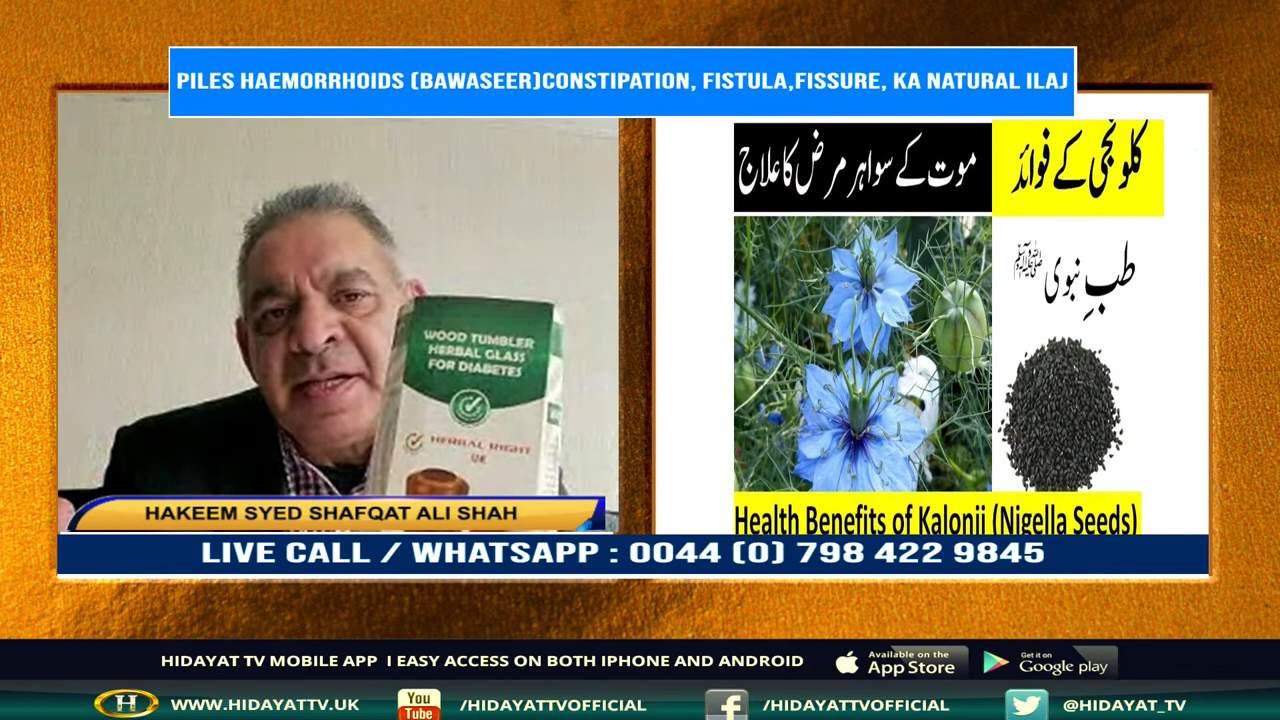 PILES HAEMORRHOIDS (BAWASEER)CONSTIPATION, FISTULA,FISSURE, KA NATURAL ILAJ
کلونجی کے فوائد
موت کے سوا ہر مرض کا علاج
طبِ نبوی ﷺ
WOOD TUMBLER
HERBAL GLASS
FOR DIABETES
HERBAL RIGHT
UK
Health Benefits of Kalonji (Nigella Seeds)
HAKEEM SYED SHAFQAT ALI SHAH
LIVE CALL / WHATSAPP : 0044 (0) 798 422 9845
HIDAYAT TV MOBILE APP I EASY ACCESS ON BOTH IPHONE AND ANDROID
Available on the
App Store
Get it on
Google play
H
WWW.HIDAYATTV.UK
You
Tube
/HIDAYATTVOFFICIAL
f
/HIDAYATTVOFFICIAL
@HIDAYAT_TV